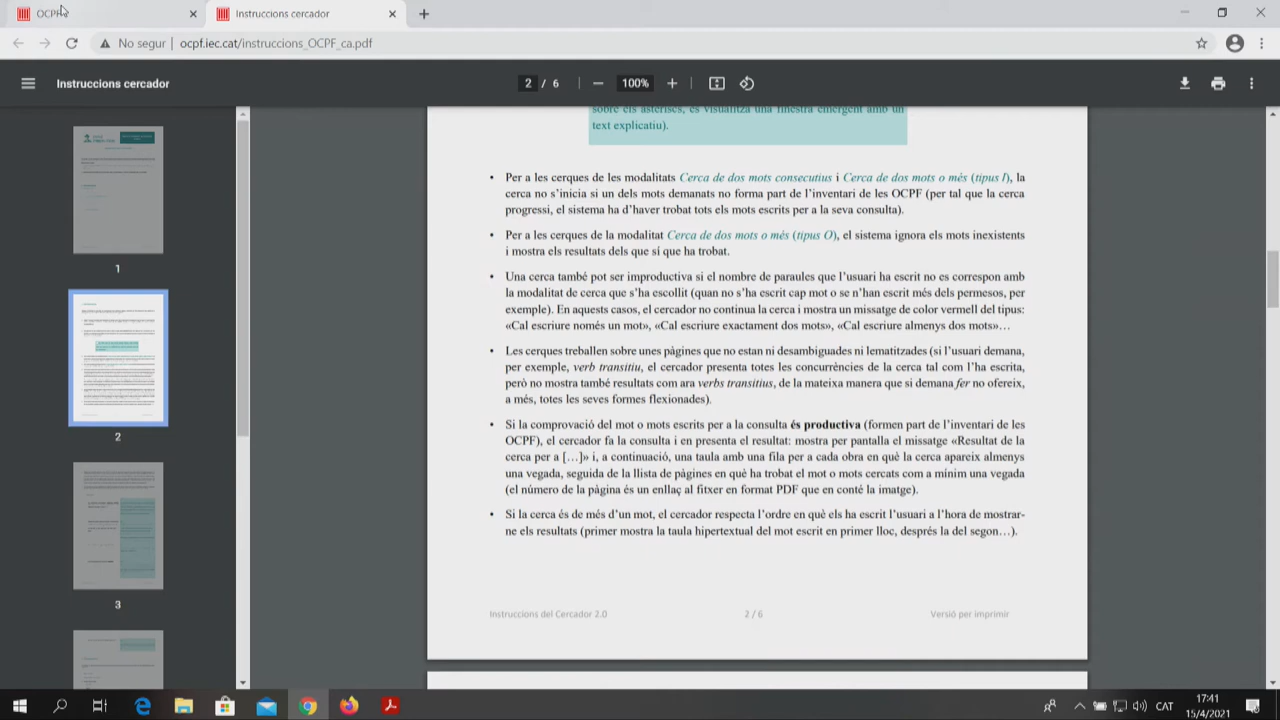 OCPF
Instruccions cercador
No segur
ocpf.iec.cat/instruccions_OCPF_ca.pdf
Instruccions cercador
2 / 6
100%
sobre els asteriscs, es visualitza una finestra emergent amb un
text explicatiu).
• Per a les cerques de les modalitats Cerca de dos mots consecutius i Cerca de dos mots o més (tipus I), la
cerca no s’inicia si un dels mots demanats no forma part de l’inventari de les OCPF (per tal que la cerca
progressi, el sistema ha d’haver trobat tots els mots escrits per a la seva consulta).
• Per a les cerques de la modalitat Cerca de dos mots o més (tipus O), el sistema ignora els mots inexistents
i mostra els resultats dels que sí que ha trobat.
• Una cerca també pot ser improductiva si el nombre de paraules que l’usuari ha escrit no es correspon amb
la modalitat de cerca que s’ha escollit (quan no s’ha escrit cap mot o se n’han escrit més dels permesos, per
exemple). En aquests casos, el cercador no continua la cerca i mostra un missatge de color vermell del tipus:
«Cal escriure només un mot», «Cal escriure exactament dos mots», «Cal escriure almenys dos mots»…
• Les cerques treballen sobre unes pàgines que no estan ni desambiguades ni lematitzades (si l’usuari demana,
per exemple, verb transitiu, el cercador presenta totes les concurrències de la cerca tal com l’ha escrita,
però no mostra també resultats com ara verbs transitius, de la mateixa manera que si demana fer no ofereix,
a més, totes les seves formes flexionades).
• Si la comprovació del mot o mots escrits per a la consulta és productiva (formen part de l’inventari de les
OCPF), el cercador fa la consulta i en presenta el resultat: mostra per pantalla el missatge «Resultat de la
cerca per a […]» i, a continuació, una taula amb una fila per a cada obra en què la cerca apareix almenys
una vegada, seguida de la llista de pàgines en què ha trobat el mot o mots cercats com a mínim una vegada
(el número de la pàgina és un enllaç al fitxer en format PDF que en conté la imatge).
• Si la cerca és de més d’un mot, el cercador respecta l’ordre en què els ha escrit l’usuari a l’hora de mostrar-
ne els resultats (primer mostra la taula hipertextual del mot escrit en primer lloc, després la del segon…).
Instruccions del Cercador 2.0
2 / 6
Versió per imprimir
1
2
3
CAT
17:41
15/4/2021